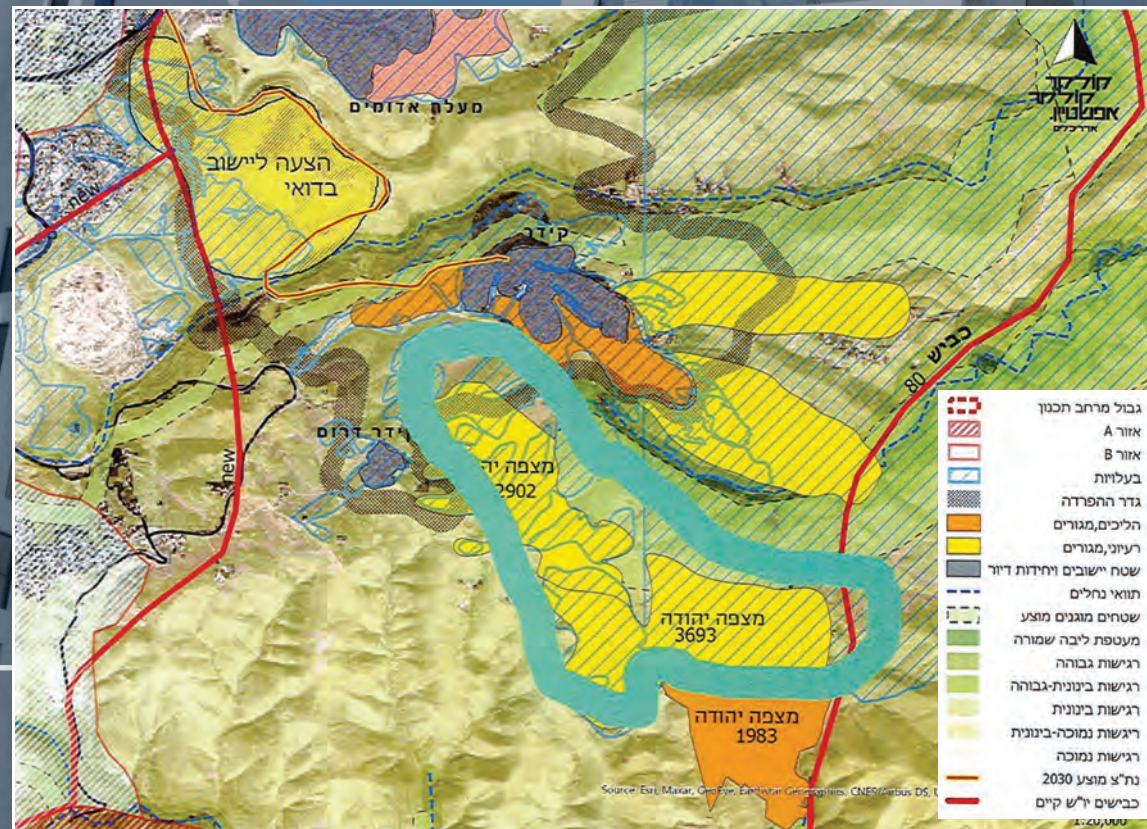 מעלה אדומים
קולקר
קולקר
אפשטיין
אדריכלים
הצעה ליישוב
בדואי
new
קידר
כביש 80
קידר דרום
new
מצפה יה
2902
מצפה יהודה
3693
מצפה יהודה
1983
גבול מרחב תכנון
אזור A
אזור B
בעלויות
גדר ההפרדה
הליכים,מגורים
רעיוני,מגורים
שטח יישובים ויחידות דיור
תוואי נחלים
שטחים מוגנים מוצע
מעטפת ליבה שמורה
רגישות גבוהה
רגישות בינונית-גבוהה
רגישות בינונית
ריגשות נמוכה-בינונית
רגישות נמוכה
נת"צ מוצע 2030
כבישים יו"ש קיים
1:20,000
Source: Esri, Maxar, GeoEye, Earthstar Geographics, CNES/Airbus DS, U